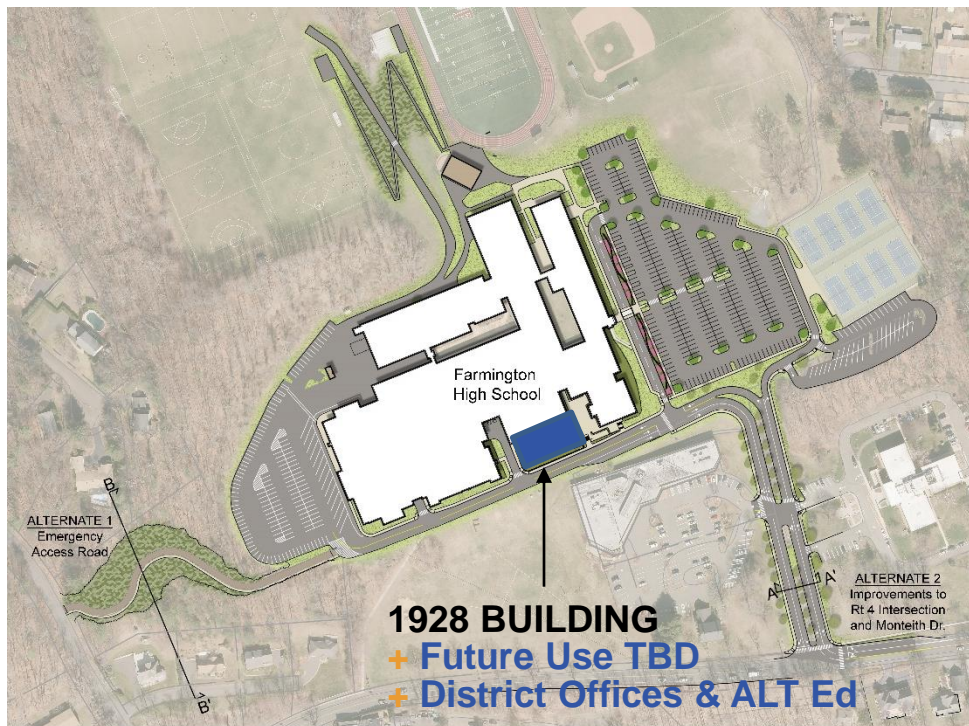 Farmington
High School
B'
ALTERNATE 1
Emergency
Access Road
A A'
ALTERNATE 2
Improvements to
Rt 4 Intersection
and Monteith Dr.
1928 BUILDING
+ Future Use TBD
+ District Offices & ALT Ed
B'